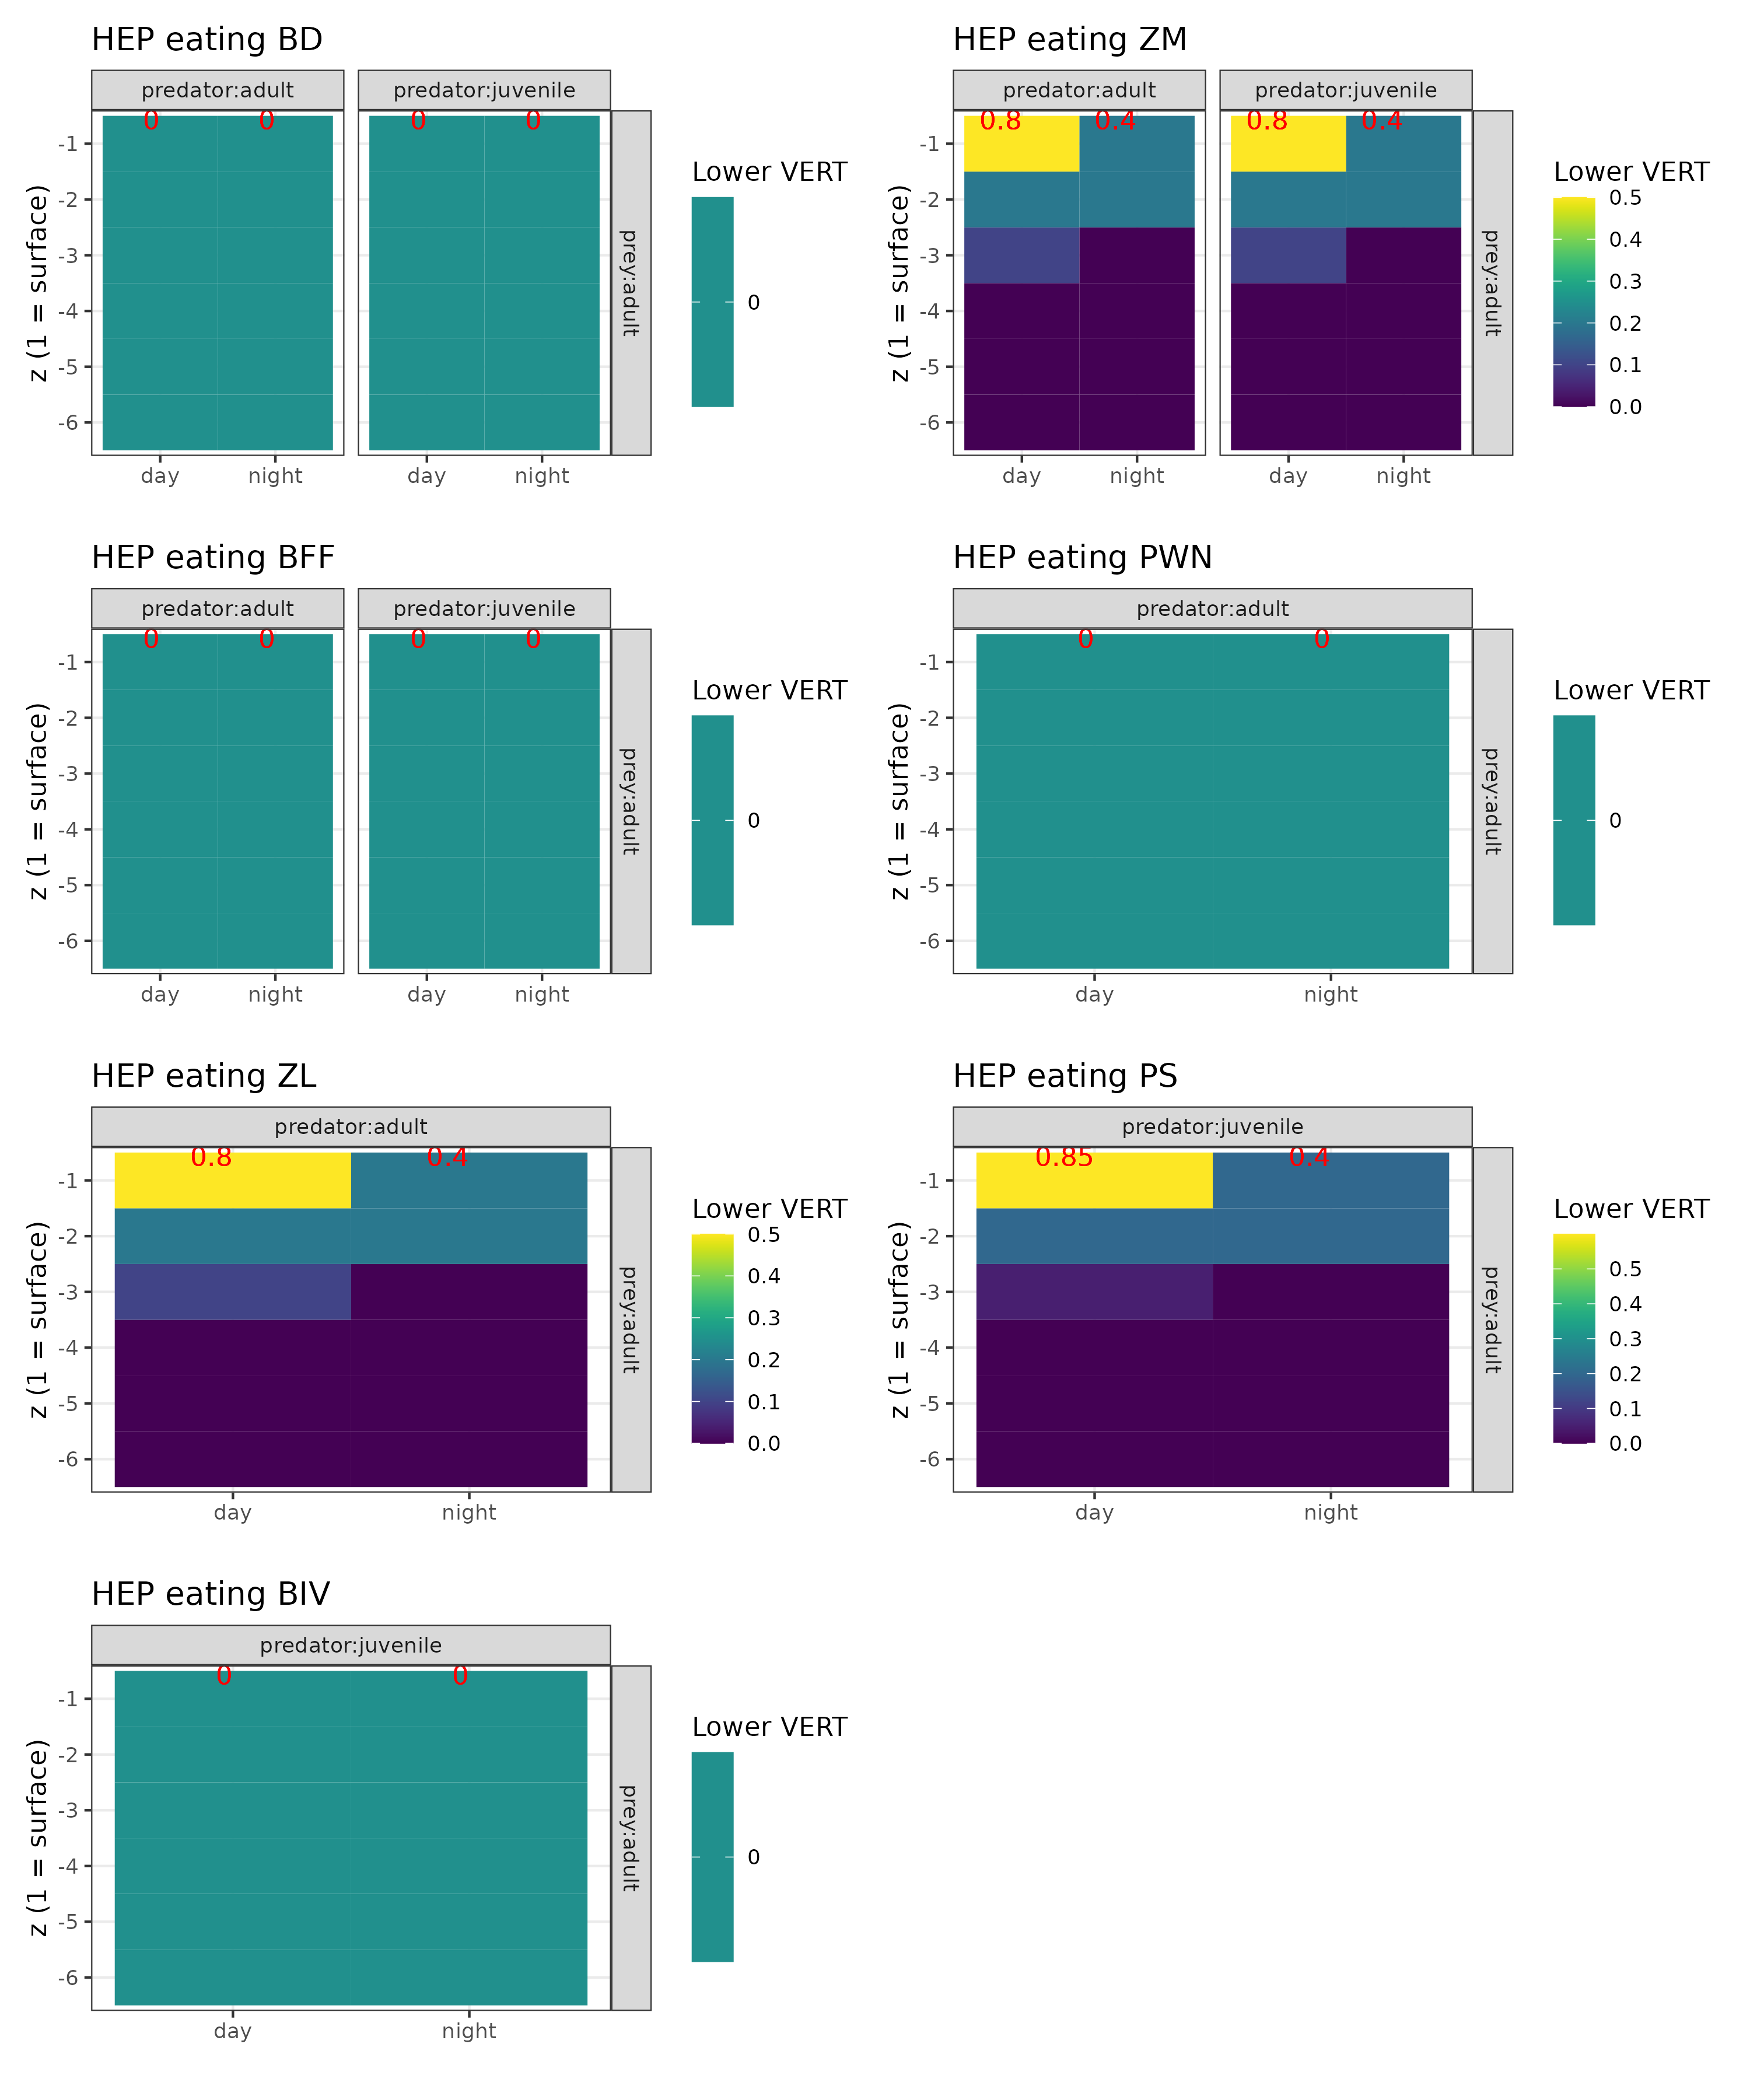 HEP eating BD
predator:adult predator:juvenile
0 0 0 0
-1
-2
-3
-4
-5
-6
z (1 = surface)
prey:adult
day night day night
Lower VERT
0
HEP eating ZM
predator:adult predator:juvenile
0.8 0.4 0.8 0.4
-1
-2
-3
-4
-5
-6
z (1 = surface)
prey:adult
day night day night
Lower VERT
0.5
0.4
0.3
0.2
0.1
0.0
HEP eating BFF
predator:adult predator:juvenile
0 0 0 0
-1
-2
-3
-4
-5
-6
z (1 = surface)
prey:adult
day night day night
Lower VERT
0
HEP eating PWN
predator:adult
0 0
-1
-2
-3
-4
-5
-6
z (1 = surface)
prey:adult
day night
Lower VERT
0
HEP eating ZL
predator:adult
0.8 0.4
-1
-2
-3
-4
-5
-6
z (1 = surface)
prey:adult
day night
Lower VERT
0.5
0.4
0.3
0.2
0.1
0.0
HEP eating PS
predator:juvenile
0.85 0.4
-1
-2
-3
-4
-5
-6
z (1 = surface)
prey:adult
day night
Lower VERT
0.5
0.4
0.3
0.2
0.1
0.0
HEP eating BIV
predator:juvenile
0 0
-1
-2
-3
-4
-5
-6
z (1 = surface)
prey:adult
day night
Lower VERT
0